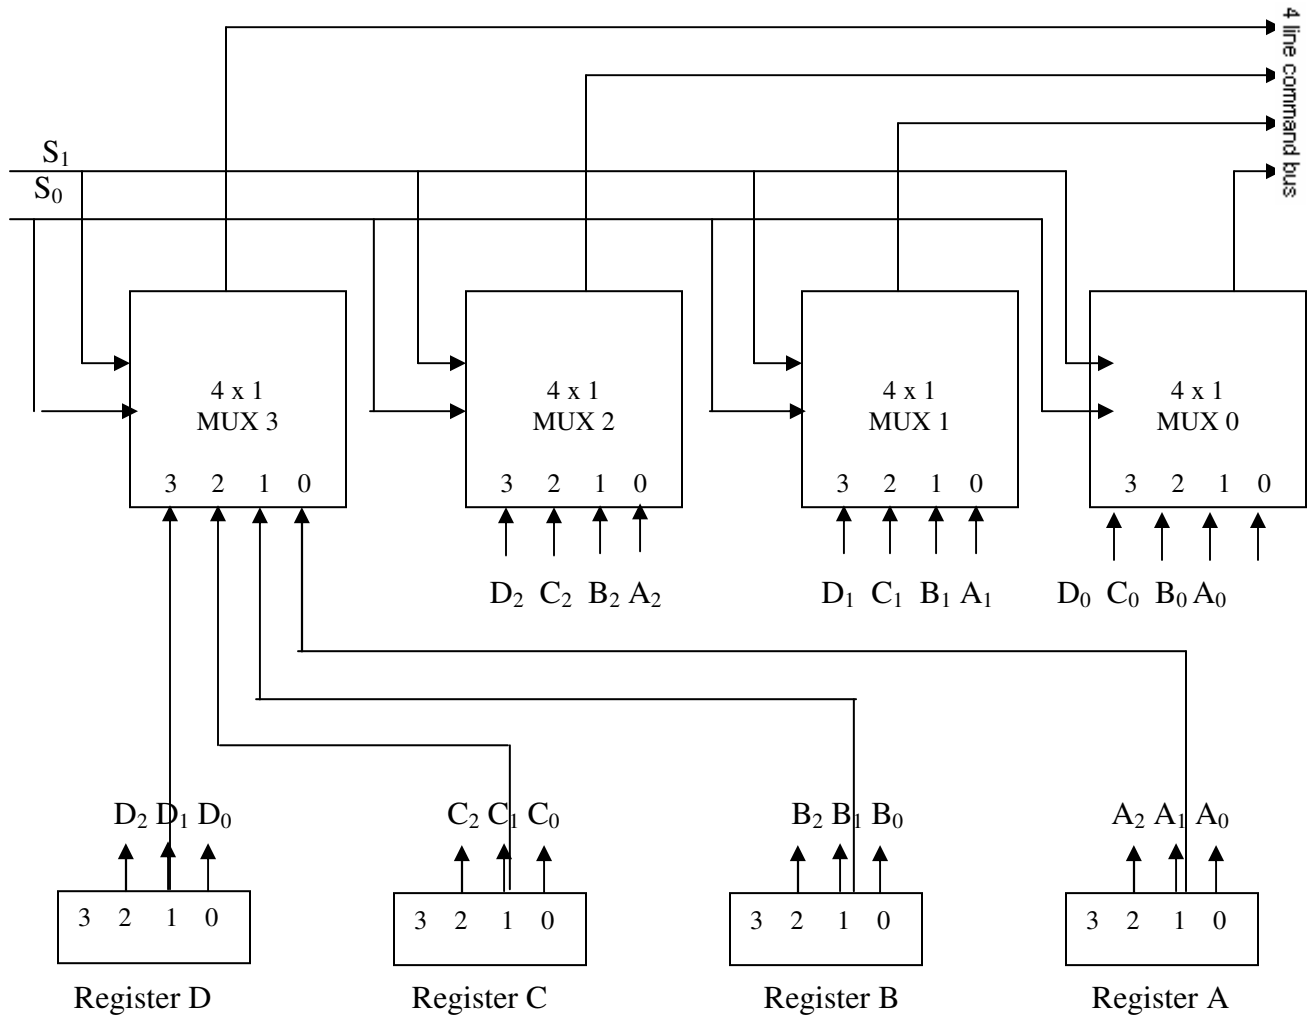 4 line command bus
S₁
S₀
4 x 1 4 x 1 4 x 1 4 x 1
MUX 3 MUX 2 MUX 1 MUX 0
3 2 1 0 3 2 1 0 3 2 1 0 3 2 1 0
D₂ C₂ B₂ A₂ D₁ C₁ B₁ A₁ D₀ C₀ B₀ A₀
D₂ D₁ D₀ C₂ C₁ C₀ B₂ B₁ B₀ A₂ A₁ A₀
3 2 1 0 3 2 1 0 3 2 1 0 3 2 1 0
Register D Register C Register B Register A